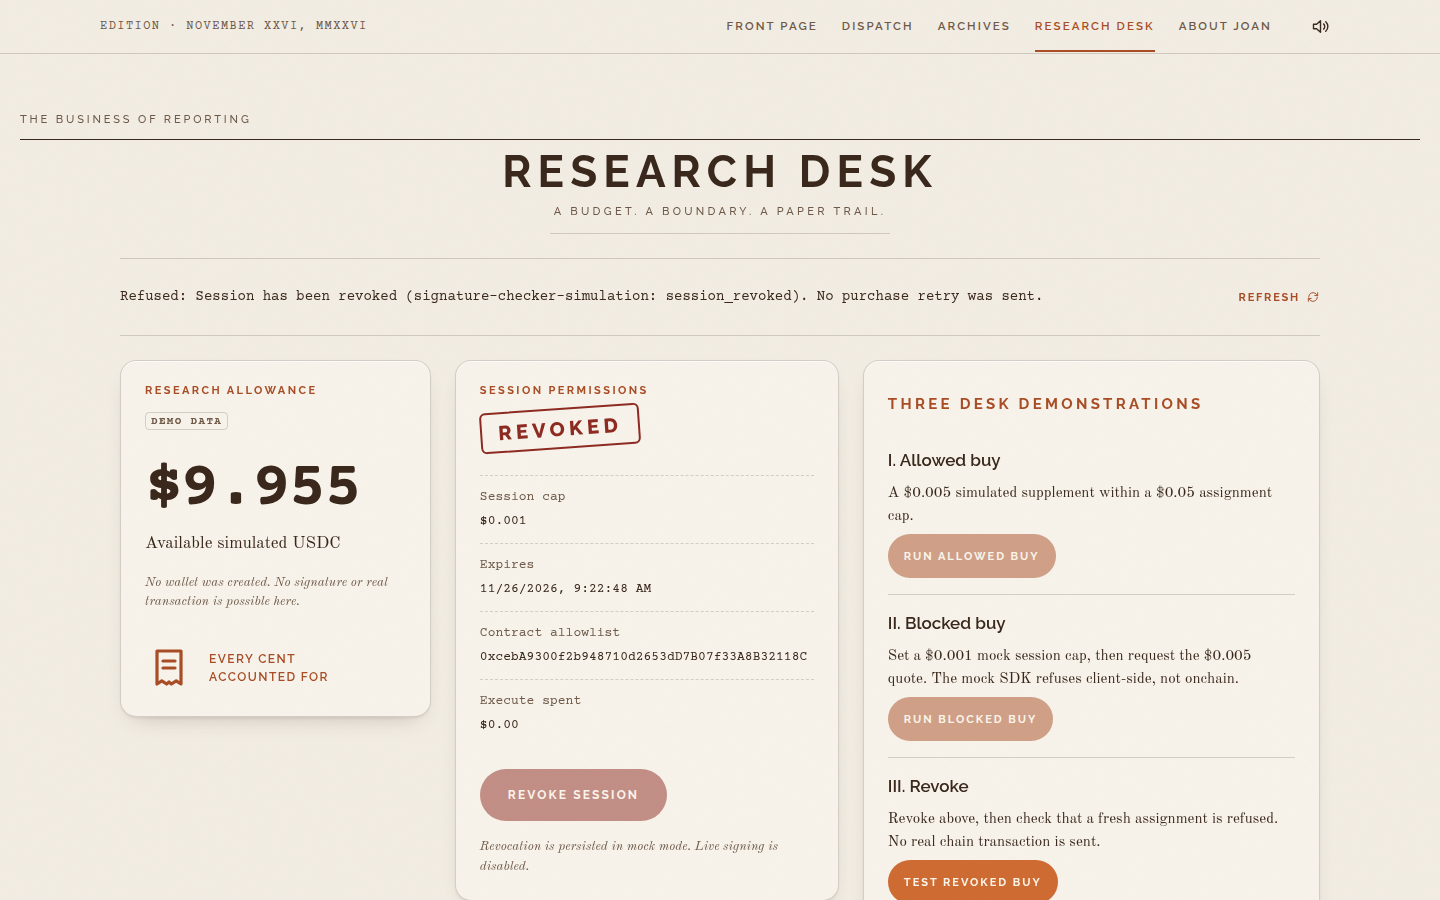 EDITION · NOVEMBER XXVI, MMXXVI
FRONT PAGE
DISPATCH
ARCHIVES
RESEARCH DESK
ABOUT JOAN
THE BUSINESS OF REPORTING
RESEARCH DESK
A BUDGET. A BOUNDARY. A PAPER TRAIL.
Refused: Session has been revoked (signature-checker-simulation: session_revoked). No purchase retry was sent.
REFRESH
RESEARCH ALLOWANCE
DEMO DATA
$9.955
Available simulated USDC
No wallet was created. No signature or real
transaction is possible here.
EVERY CENT
ACCOUNTED FOR
SESSION PERMISSIONS
REVOKED
Session cap
$0.001
Expires
11/26/2026, 9:22:48 AM
Contract allowlist
0xcebA9300f2b948710d2653dD7B07f33A8B32118C
Execute spent
$0.00
REVOKE SESSION
Revocation is persisted in mock mode. Live signing is
disabled.
THREE DESK DEMONSTRATIONS
I. Allowed buy
A $0.005 simulated supplement within a $0.05 assignment
cap.
RUN ALLOWED BUY
II. Blocked buy
Set a $0.001 mock session cap, then request the $0.005
quote. The mock SDK refuses client-side, not onchain.
RUN BLOCKED BUY
III. Revoke
Revoke above, then check that a fresh assignment is refused.
No real chain transaction is sent.
TEST REVOKED BUY